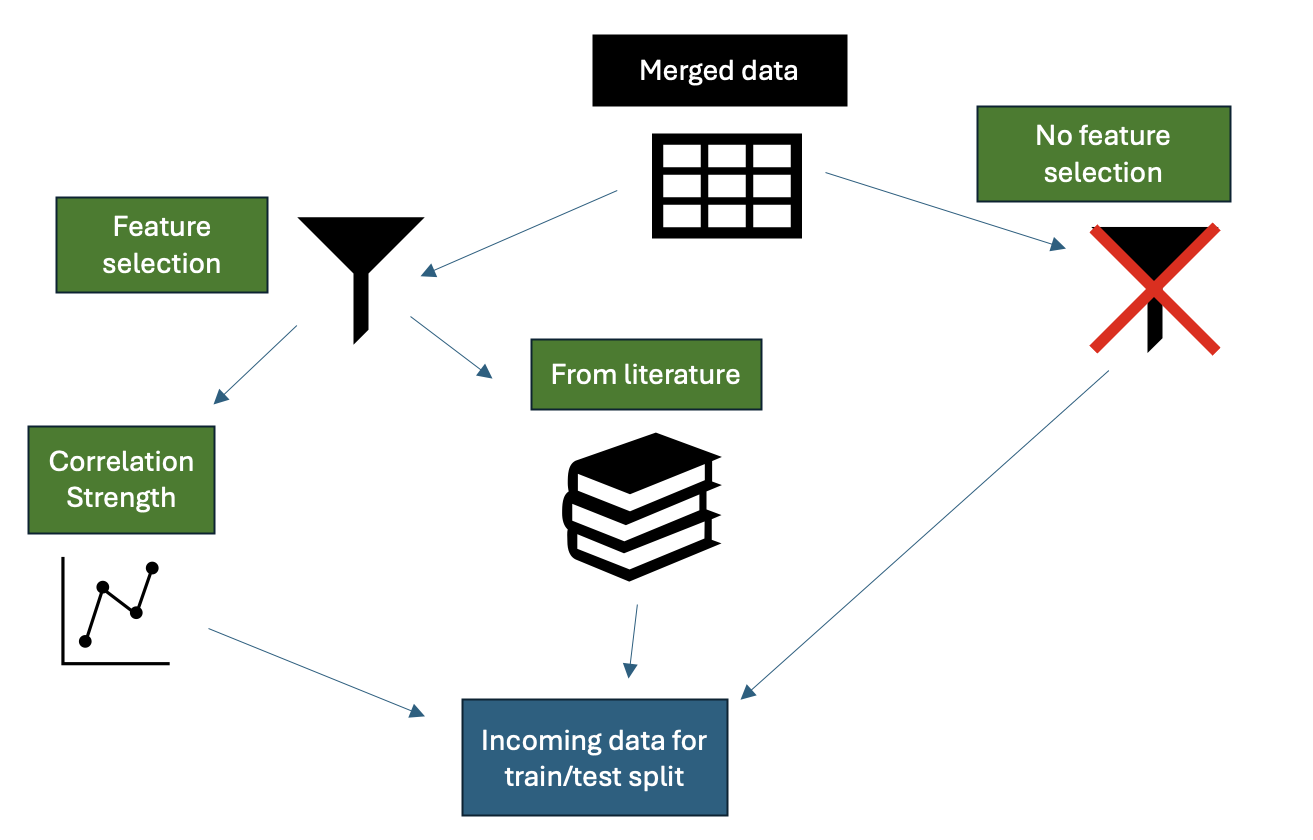 Merged data
No feature
selection
Feature
selection
From literature
Correlation
Strength
Incoming data for
train/test split